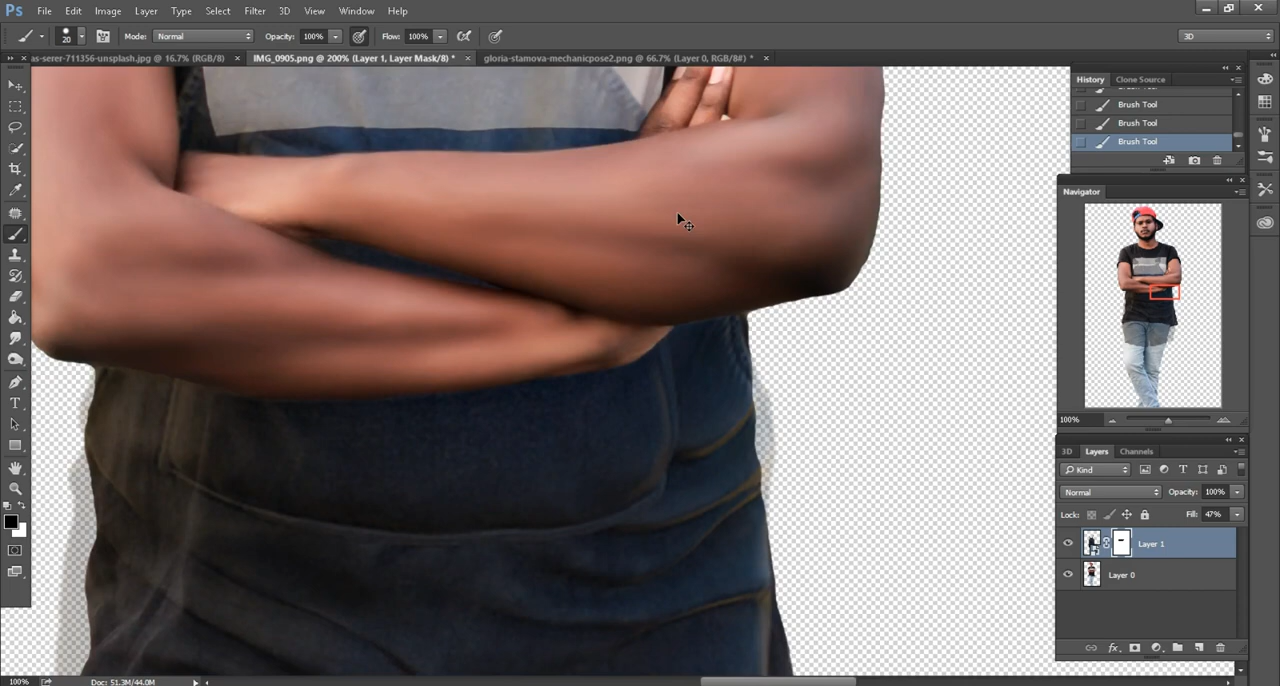 Ps File Edit Image Layer Type Select Filter 3D View Window Help
20 Mode: Normal Opacity: 100% Flow: 100% 3D
as-serer-711356-unsplash.jpg @ 16.7% (RGB/8) × IMG_0905.png @ 200% (Layer 1, Layer Mask/8) * × gloria-stamova-mechanicpose2.png @ 66.7% (Layer 0, RGB/8#) * ×
History Clone Source
Brush Tool
Brush Tool
Brush Tool
Navigator
100%
3D Layers Channels
Kind
Normal Opacity: 100%
Lock: Fill: 47%
Layer 1
Layer 0
100% Doc: 51.3M/44.0M